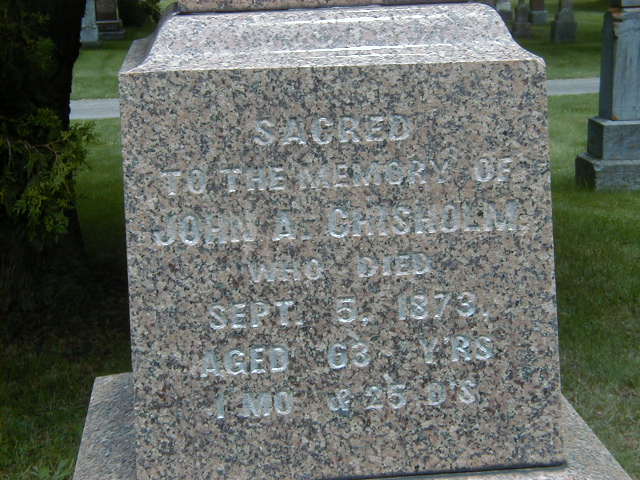 SACRED
TO THE MEMORY OF
JOHN A. CHISHOLM.
WHO DIED
SEPT. 5, 1873,
AGED 63 Y'RS
1 MO & 25 D'S